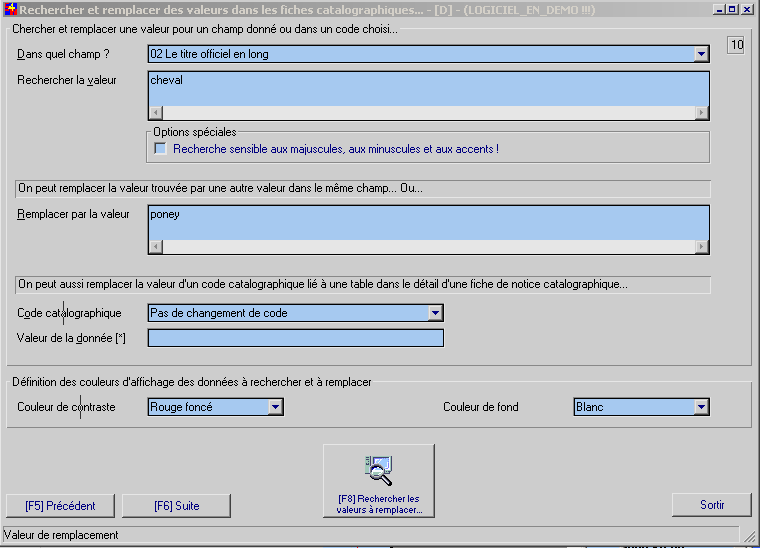 Rechercher et remplacer des valeurs dans les fiches catalographiques... - [D] - (LOGICIEL_EN_DEMO !!!)
Chercher et remplacer une valeur pour un champ donné ou dans un code choisi...
Dans quel champ ?
02 Le titre officiel en long
10
Rechercher la valeur
cheval
Options spéciales
Recherche sensible aux majuscules, aux minuscules et aux accents !
On peut remplacer la valeur trouvée par une autre valeur dans le même champ... Ou...
Remplacer par la valeur
poney
On peut aussi remplacer la valeur d'un code catalographique lié à une table dans le détail d'une fiche de notice catalographique...
Code catalographique
Pas de changement de code
Valeur de la donnée [*]
Définition des couleurs d'affichage des données à rechercher et à remplacer
Couleur de contraste
Rouge foncé
Couleur de fond
Blanc
[F5] Précédent
[F6] Suite
[F8] Rechercher les
valeurs à remplacer...
Sortir
Valeur de remplacement